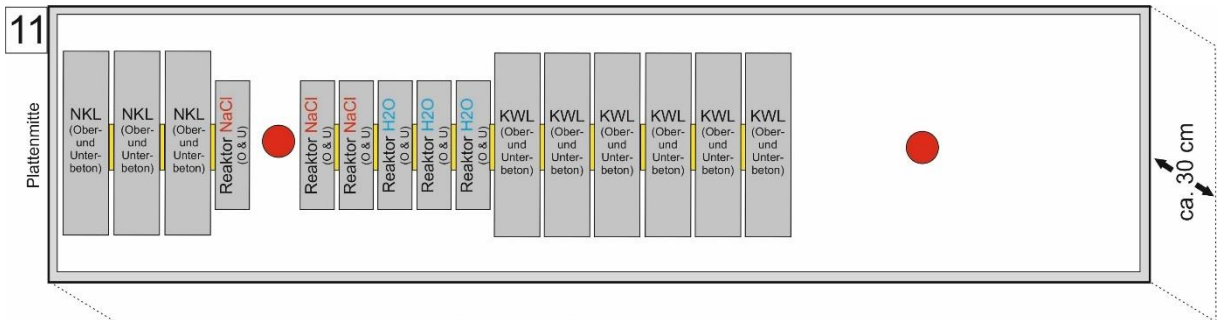 11
Plattenmitte
NKL
(Ober-
und
Unter-
beton)
NKL
(Ober-
und
Unter-
beton)
NKL
(Ober-
und
Unter-
beton)
Reaktor NaCl
(O & U)
Reaktor NaCl
(O & U)
Reaktor NaCl
(O & U)
Reaktor H2O
(O & U)
Reaktor H2O
(O & U)
Reaktor H2O
(O & U)
KWL
(Ober-
und
Unter-
beton)
KWL
(Ober-
und
Unter-
beton)
KWL
(Ober-
und
Unter-
beton)
KWL
(Ober-
und
Unter-
beton)
KWL
(Ober-
und
Unter-
beton)
KWL
(Ober-
und
Unter-
beton)
ca. 30 cm